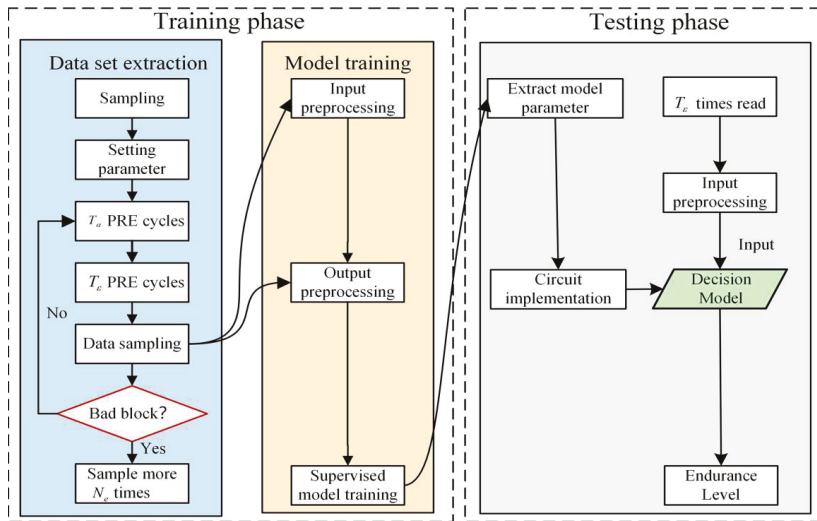 Training phase
Data set extraction
Sampling
Setting
parameter
Tₐ PRE cycles
Tε PRE cycles
No
Data sampling
Bad block?
Yes
Sample more
Nₑ times
Model training
Input
preprocessing
Output
preprocessing
Supervised
model training
Testing phase
Extract model
parameter
Circuit
implementation
Tε times read
Input
preprocessing
Input
Decision
Model
Endurance
Level